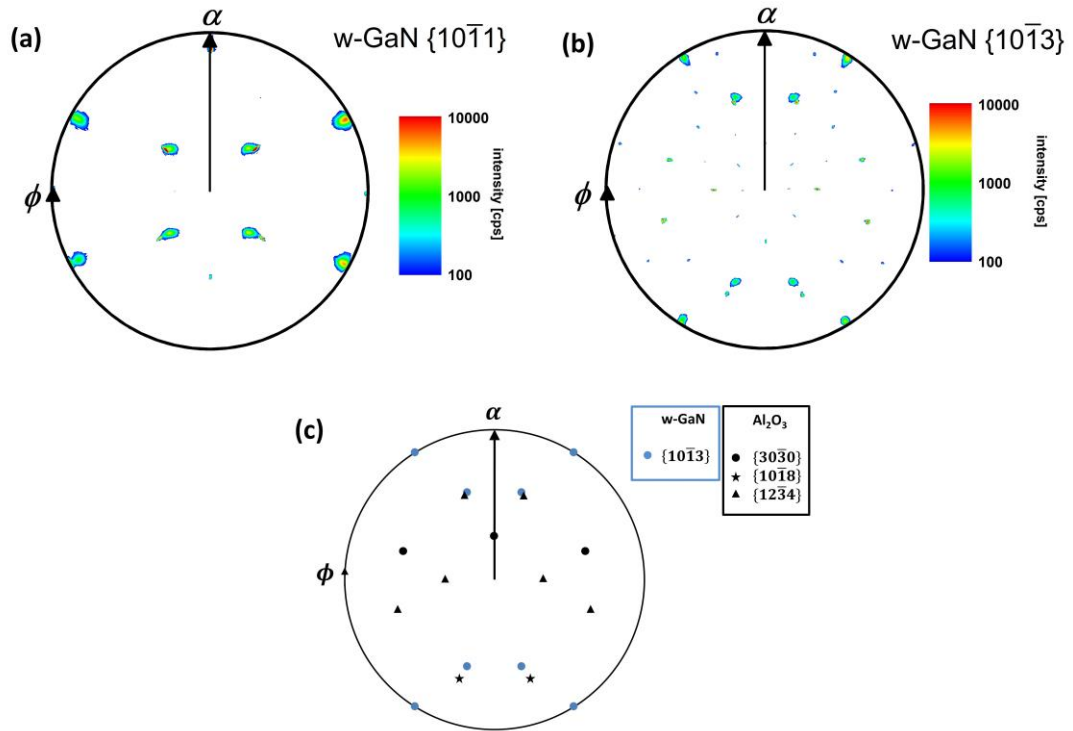 (a)
α
w-GaN {101̅1}
ϕ
10000
1000
100
intensity [cps]
(b)
α
w-GaN {101̅3}
ϕ
10000
1000
100
intensity [cps]
(c)
α
ϕ
w-GaN
{101̅3}
Al₂O₃
{303̅0}
{101̅8}
{123̅4}